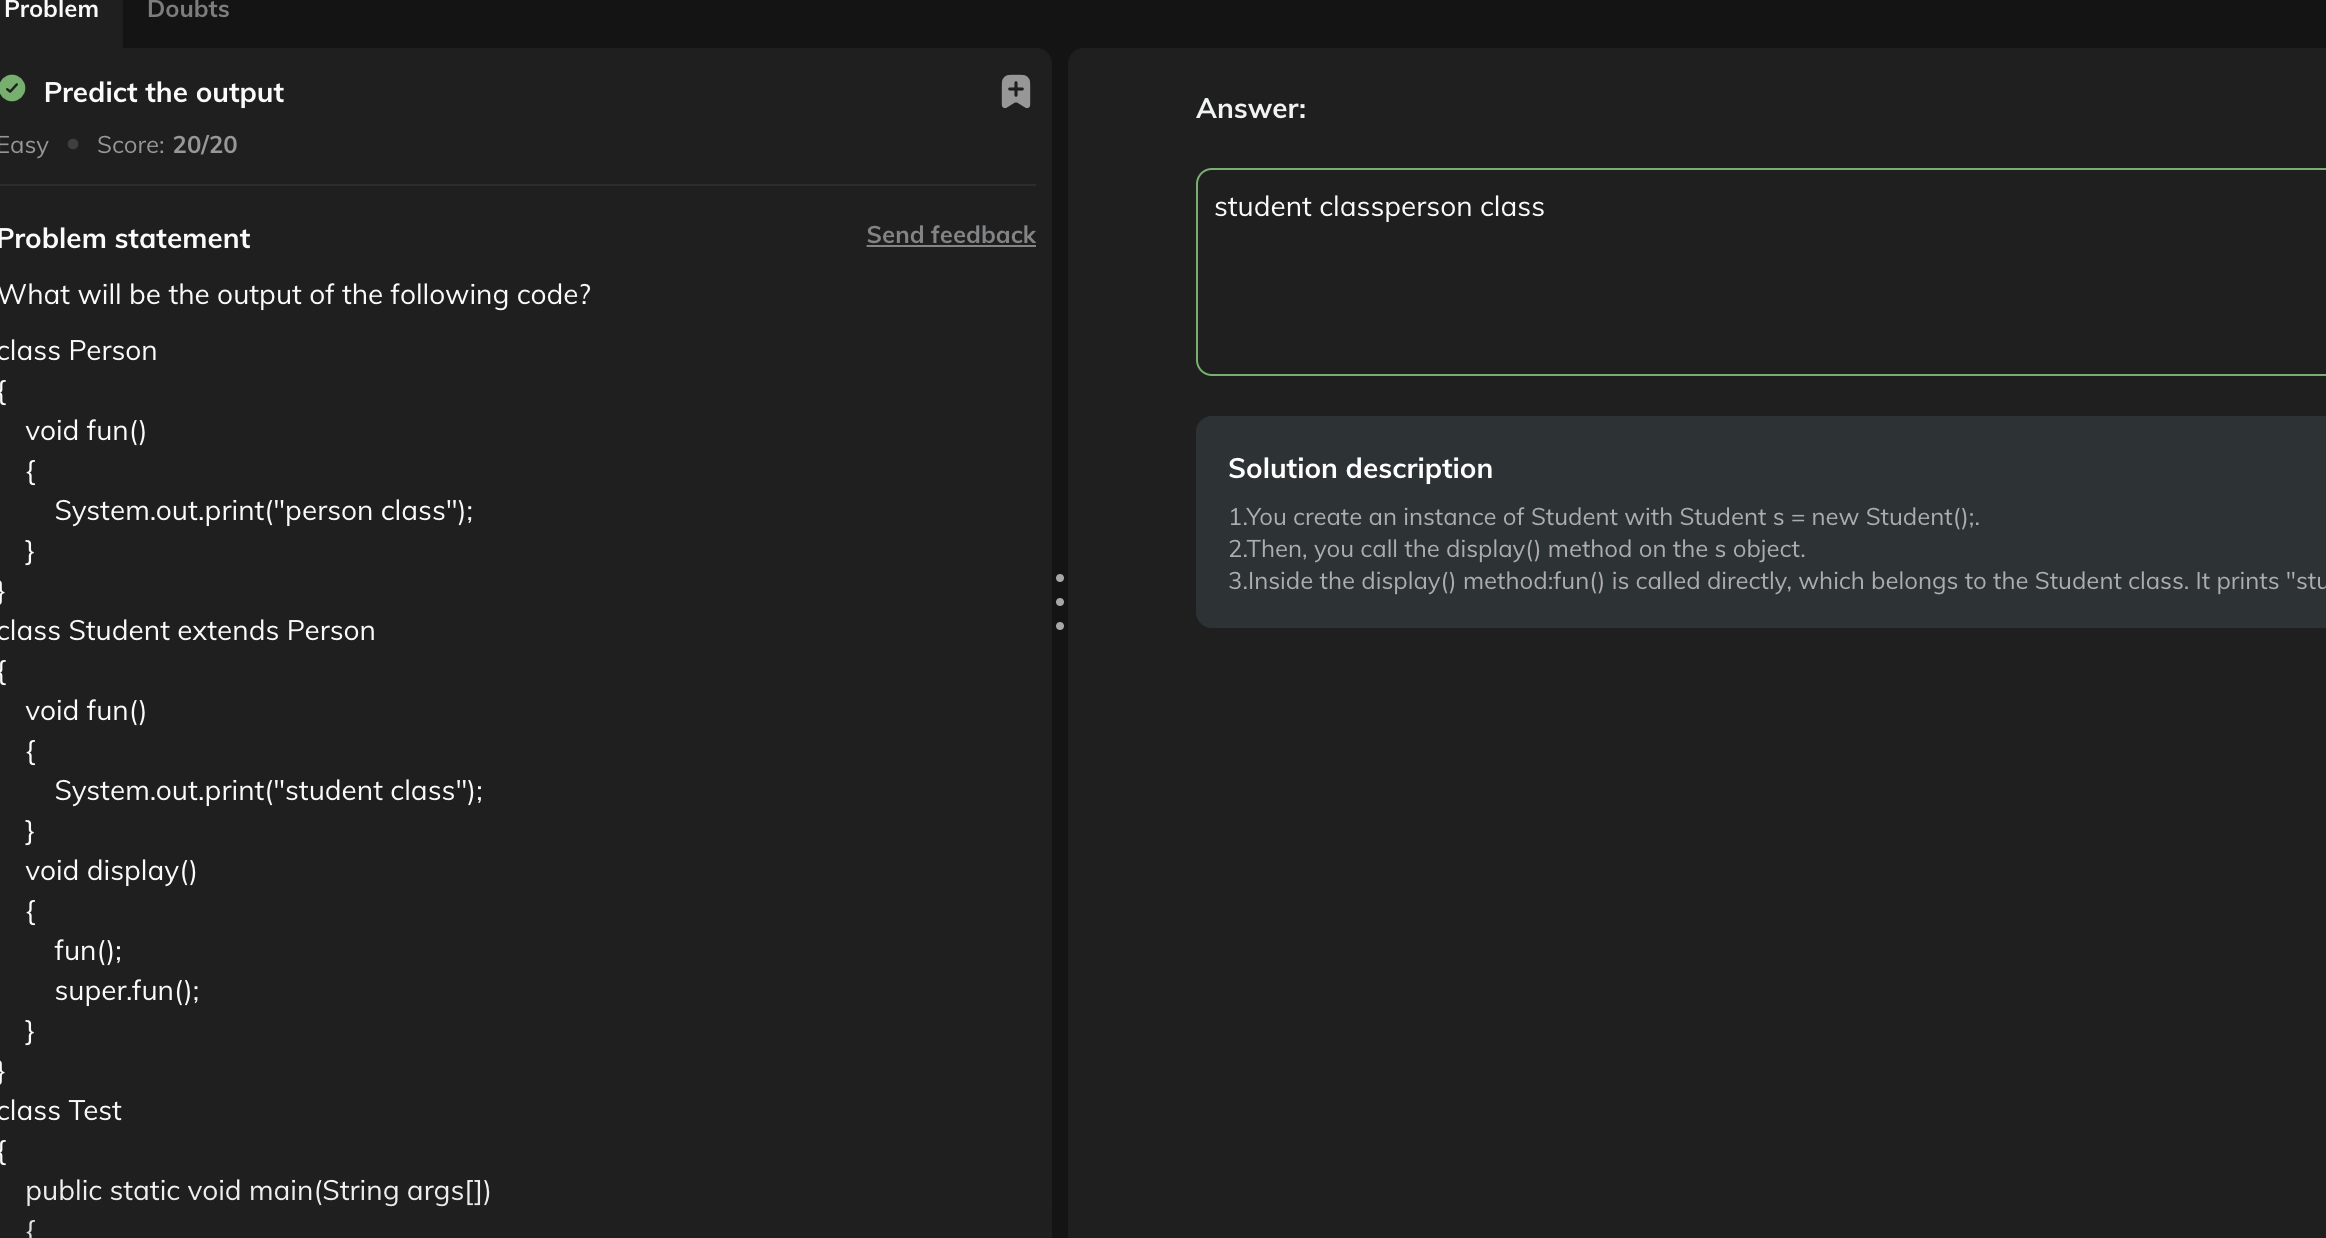 Problem Doubts
Predict the output
Easy • Score: 20/20
Problem statement
Send feedback
What will be the output of the following code?
class Person
{
void fun()
{
System.out.print("person class");
}
}
class Student extends Person
{
void fun()
{
System.out.print("student class");
}
void display()
{
fun();
super.fun();
}
}
class Test
{
public static void main(String args[])
{
Answer:
student classperson class
Solution description
1.You create an instance of Student with Student s = new Student();.
2.Then, you call the display() method on the s object.
3.Inside the display() method:fun() is called directly, which belongs to the Student class. It prints "stu